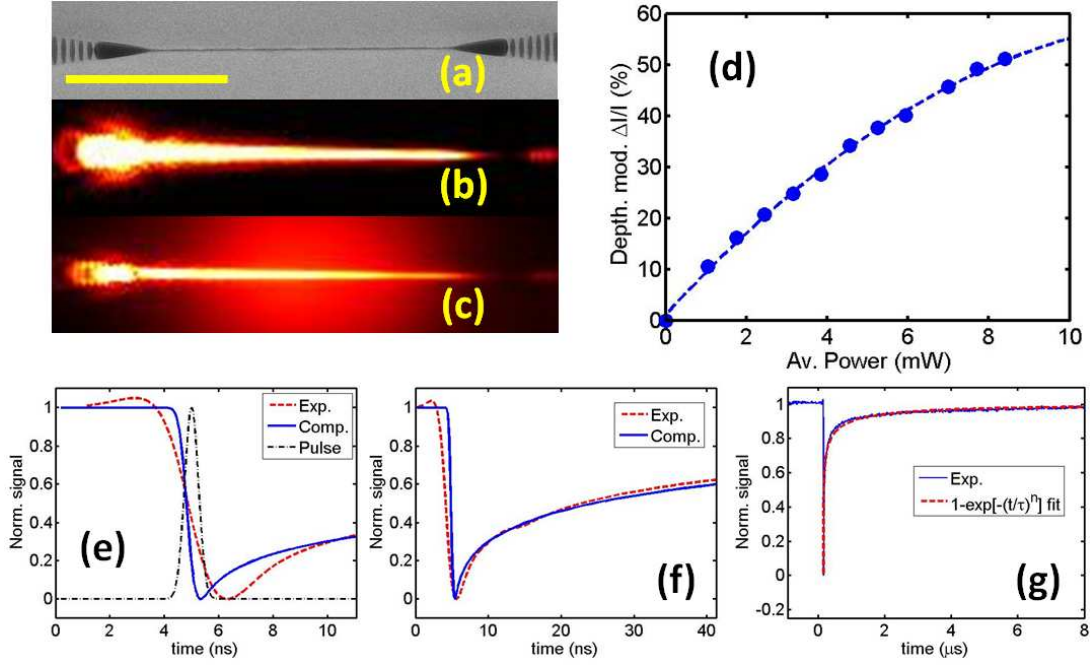 (a)
(b)
(c)
(d)
Depth. mod. ΔI/I (%)
60
50
40
30
20
10
0
0 2 4 6 8 10
Av. Power (mW)
Norm. signal
1
0.8
0.6
0.4
0.2
0
Exp.
Comp.
Pulse
(e)
0 2 4 6 8 10
time (ns)
Norm. signal
1
0.8
0.6
0.4
0.2
0
Exp.
Comp.
(f)
0 10 20 30 40
time (ns)
Norm. signal
1
0.8
0.6
0.4
0.2
0
-0.2
Exp.
1-exp[-(t/τ)ⁿ] fit
(g)
0 2 4 6 8
time (μs)